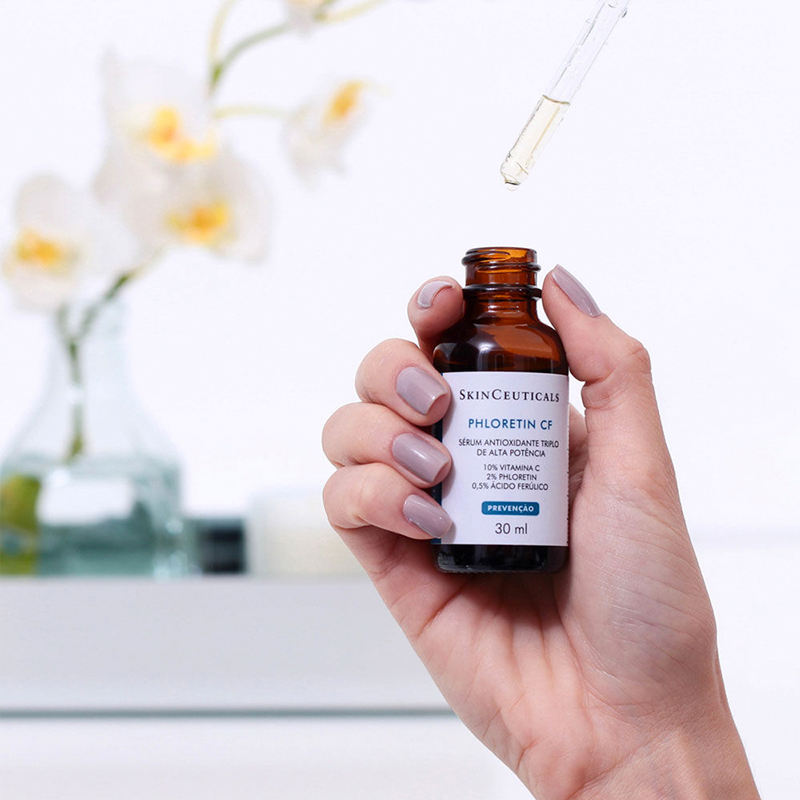 SKINCEUTICALS
PHLORETIN CF
SÉRUM ANTIOXIDANTE TRIPLO
DE ALTA POTÊNCIA
10% VITAMINA C
2% PHLORETIN
0,5% ÁCIDO FERÚLICO
PREVENÇÃO
30 ml